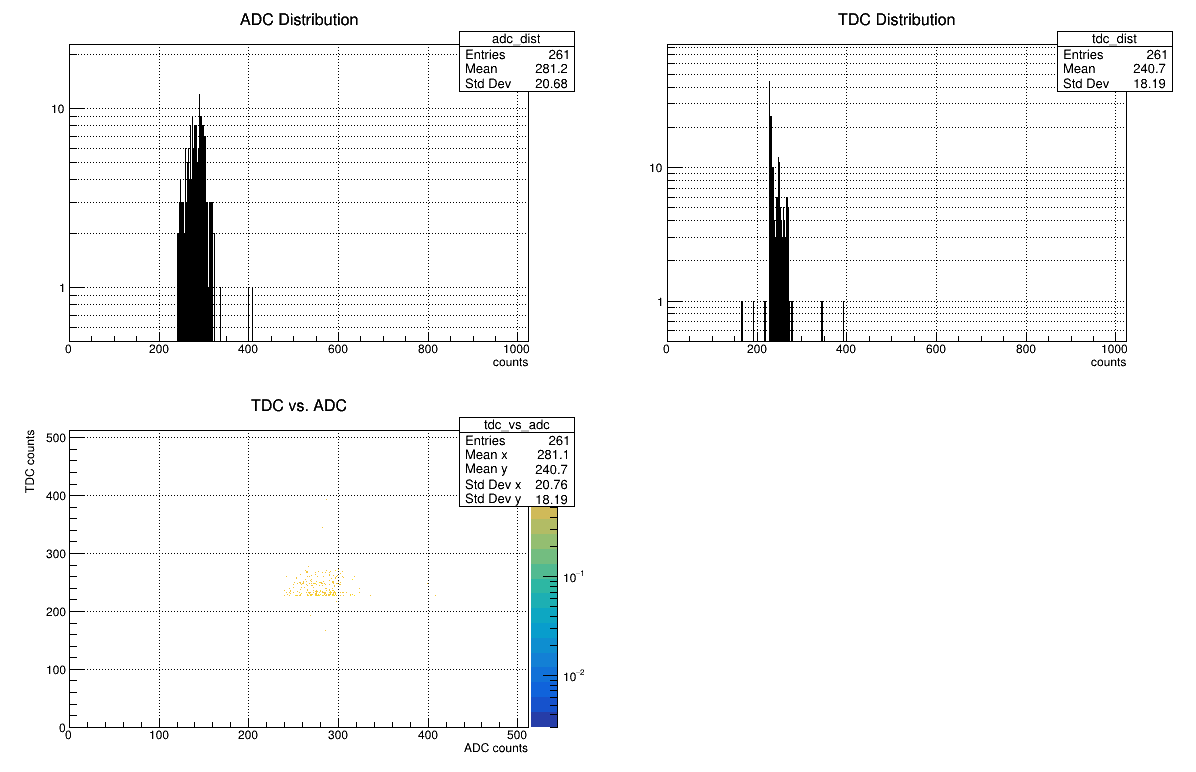 ADC Distribution
adc_dist
Entries 261
Mean 281.2
Std Dev 20.68
10
1
0 200 400 600 800 1000
counts
TDC Distribution
tdc_dist
Entries 261
Mean 240.7
Std Dev 18.19
10
1
0 200 400 600 800 1000
counts
TDC vs. ADC
tdc_vs_adc
Entries 261
Mean x 281.1
Mean y 240.7
Std Dev x 20.76
Std Dev y 18.19
TDC counts
500
400
300
200
100
0
0 100 200 300 400 500
ADC counts
10⁻¹
10⁻²